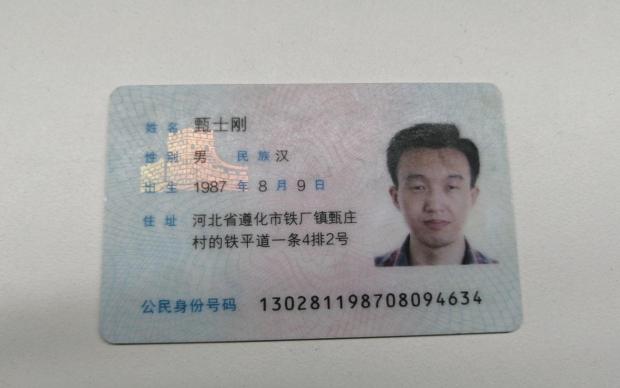 姓名 甄士刚
性别 男 民族 汉
出生 1987 年 8 月 9 日
住址 河北省遵化市铁厂镇甄庄
村的铁平道一条4排2号
公民身份号码 130281198708094634